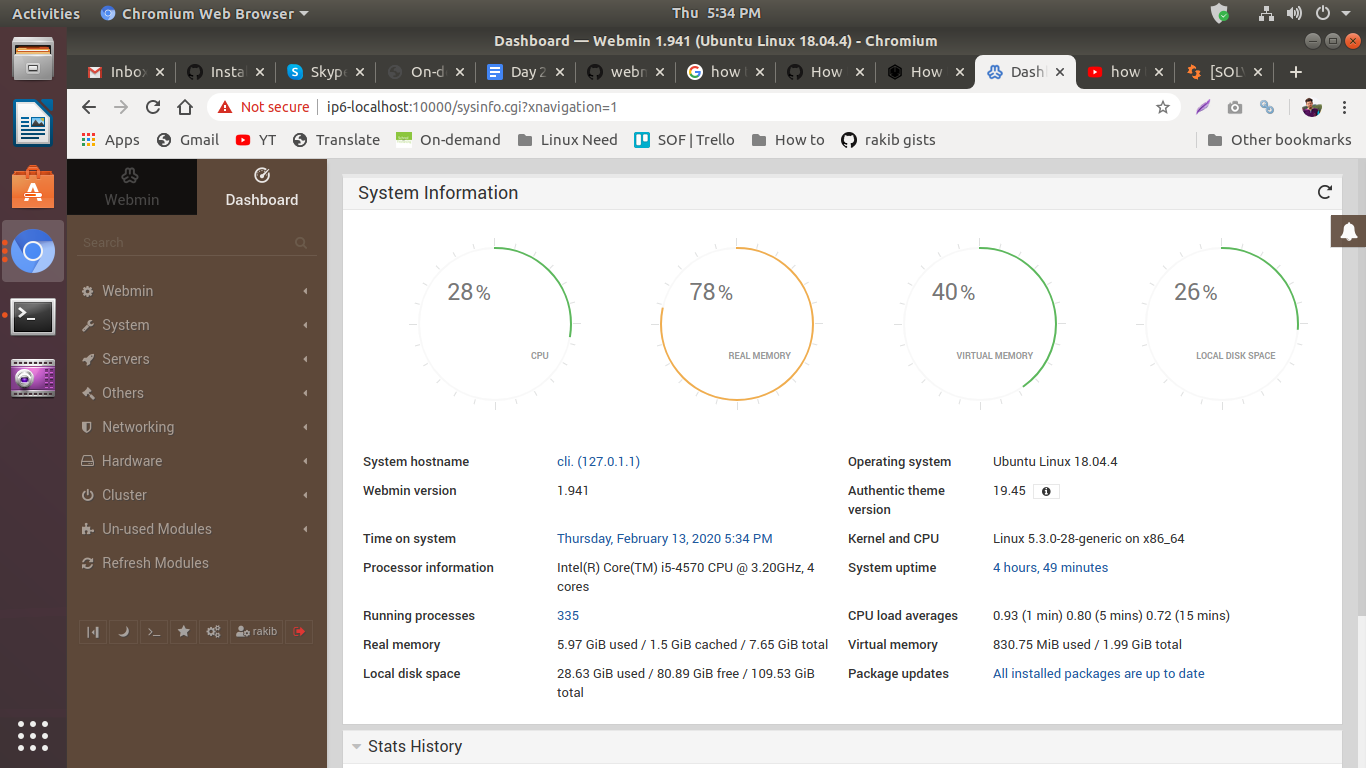 Activities Chromium Web Browser Thu 5:34 PM
Dashboard — Webmin 1.941 (Ubuntu Linux 18.04.4) - Chromium
Inbo Insta Skype On-d Day 2 webm how How How Dash how [SOLV
Not secure ip6-localhost:10000/sysinfo.cgi?xnavigation=1
Apps Gmail YT Translate On-demand Linux Need SOF | Trello How to rakib gists Other bookmarks
Webmin Dashboard
Search
Webmin
System
Servers
Others
Networking
Hardware
Cluster
Un-used Modules
Refresh Modules
rakib
System Information
28% 78% 40% 26%
CPU REAL MEMORY VIRTUAL MEMORY LOCAL DISK SPACE
System hostname cli. (127.0.1.1) Operating system Ubuntu Linux 18.04.4
Webmin version 1.941 Authentic theme 19.45
version
Time on system Thursday, February 13, 2020 5:34 PM Kernel and CPU Linux 5.3.0-28-generic on x86_64
Processor information Intel(R) Core(TM) i5-4570 CPU @ 3.20GHz, 4 System uptime 4 hours, 49 minutes
cores
Running processes 335 CPU load averages 0.93 (1 min) 0.80 (5 mins) 0.72 (15 mins)
Real memory 5.97 GiB used / 1.5 GiB cached / 7.65 GiB total Virtual memory 830.75 MiB used / 1.99 GiB total
Local disk space 28.63 GiB used / 80.89 GiB free / 109.53 GiB Package updates All installed packages are up to date
total
Stats History